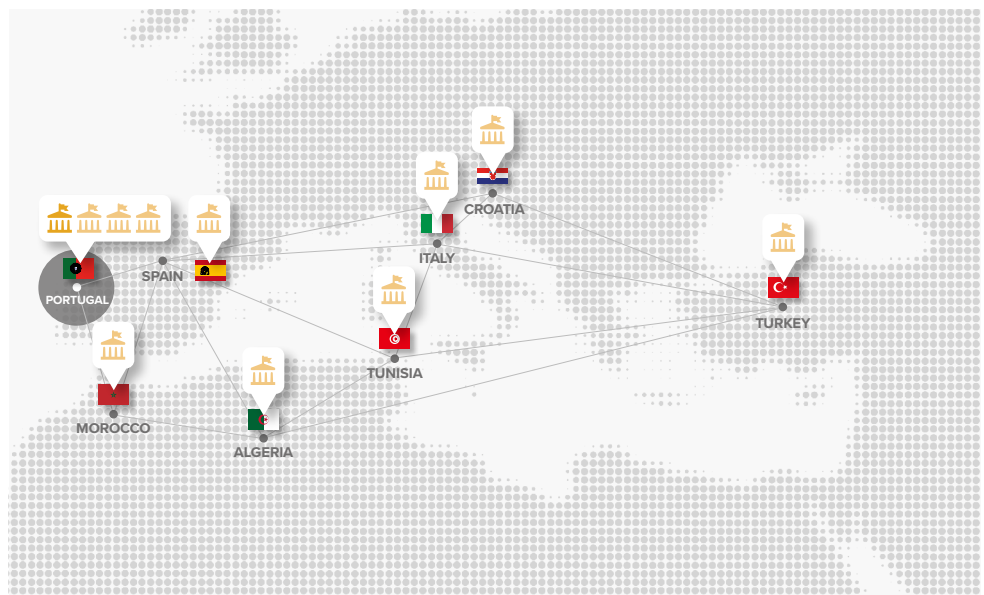 CROATIA
ITALY
SPAIN
PORTUGAL
TURKEY
TUNISIA
MOROCCO
ALGERIA